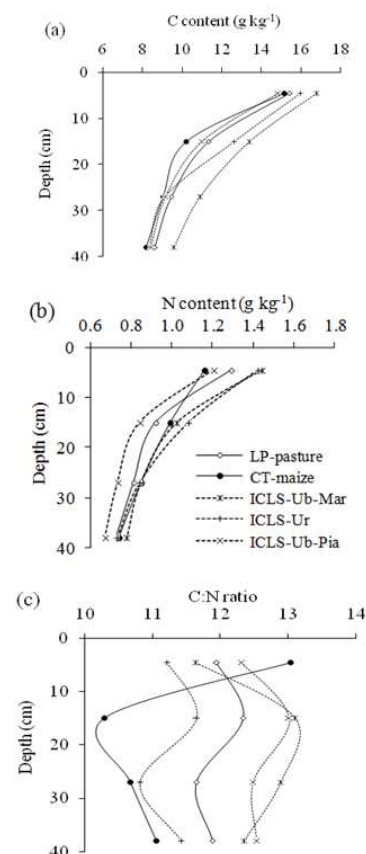 C content (g kg-1)
(a)
6 8 10 12 14 16 18
0
10
20
30
40
Depth (cm)
N content (g kg-1)
(b)
0.6 0.8 1.0 1.2 1.4 1.6 1.8
0
10
20
30
40
Depth (cm)
LP-pasture
CT-maize
ICLS-Ub-Mar
ICLS-Ur
ICLS-Ub-Pia
C:N ratio
(c)
10 11 12 13 14
0
10
20
30
40
Depth (cm)